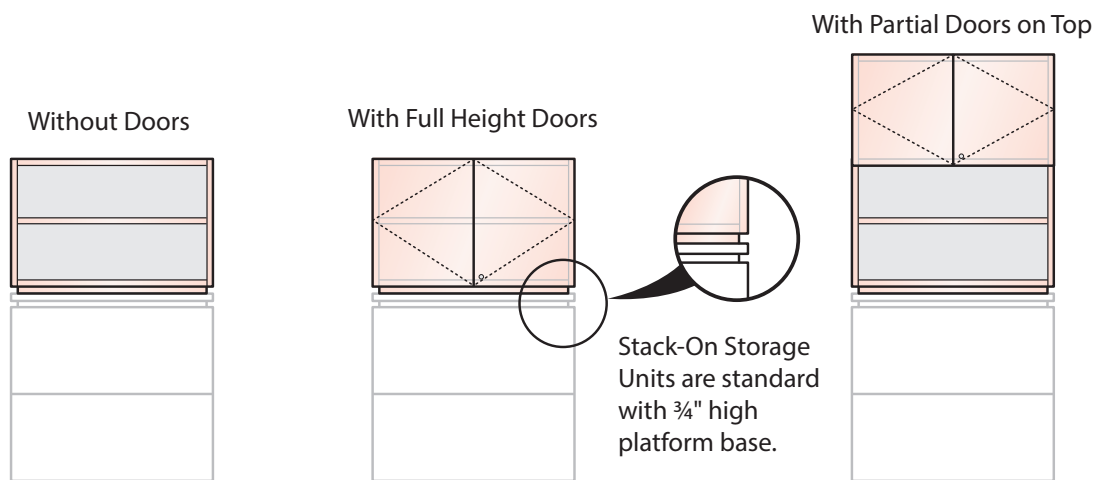 With Partial Doors on Top
Without Doors
With Full Height Doors
Stack-On Storage
Units are standard
with ¾" high
platform base.